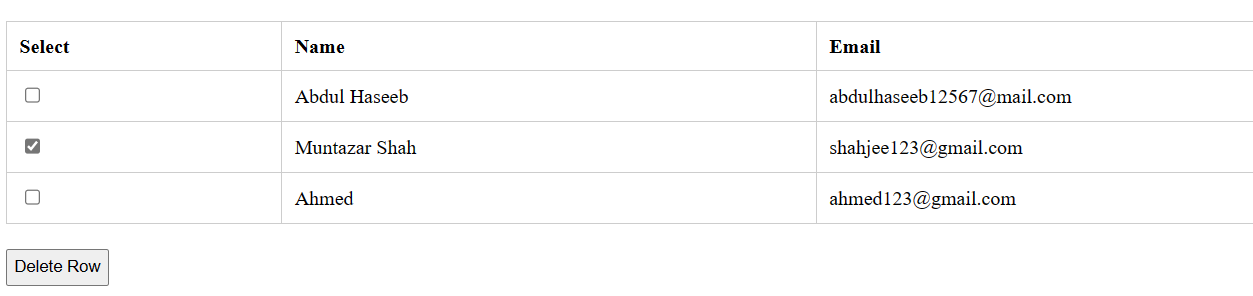 Select Name Email
Abdul Haseeb abdulhaseeb12567@mail.com
Muntazar Shah shahjee123@gmail.com
Ahmed ahmed123@gmail.com
Delete Row